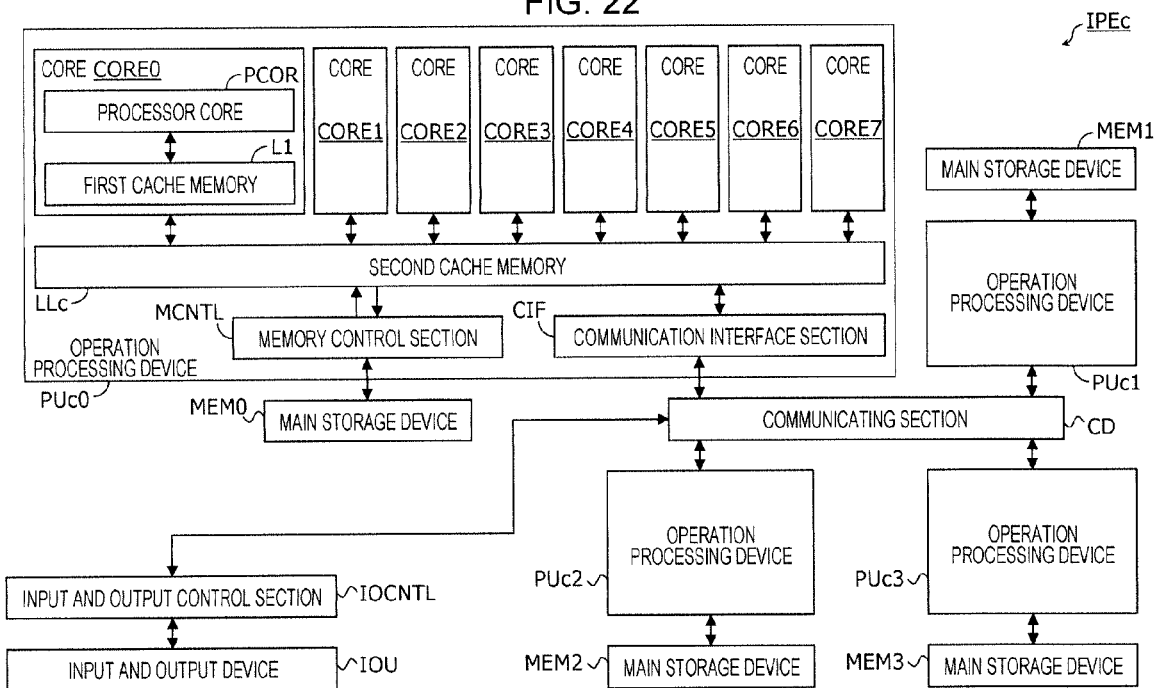 FIG. 22
IPEc
CORE CORE0
PCOR
PROCESSOR CORE
L1
FIRST CACHE MEMORY
CORE
CORE1
CORE
CORE2
CORE
CORE3
CORE
CORE4
CORE
CORE5
CORE
CORE6
CORE
CORE7
MEM1
MAIN STORAGE DEVICE
OPERATION
PROCESSING DEVICE
PUc1
SECOND CACHE MEMORY
LLc
MCNTL
MEMORY CONTROL SECTION
CIF
COMMUNICATION INTERFACE SECTION
OPERATION
PROCESSING DEVICE
PUc0
MEM0
MAIN STORAGE DEVICE
COMMUNICATING SECTION
CD
OPERATION
PROCESSING DEVICE
PUc2
OPERATION
PROCESSING DEVICE
PUc3
INPUT AND OUTPUT CONTROL SECTION
IOCNTL
INPUT AND OUTPUT DEVICE
IOU
MEM2
MAIN STORAGE DEVICE
MEM3
MAIN STORAGE DEVICE